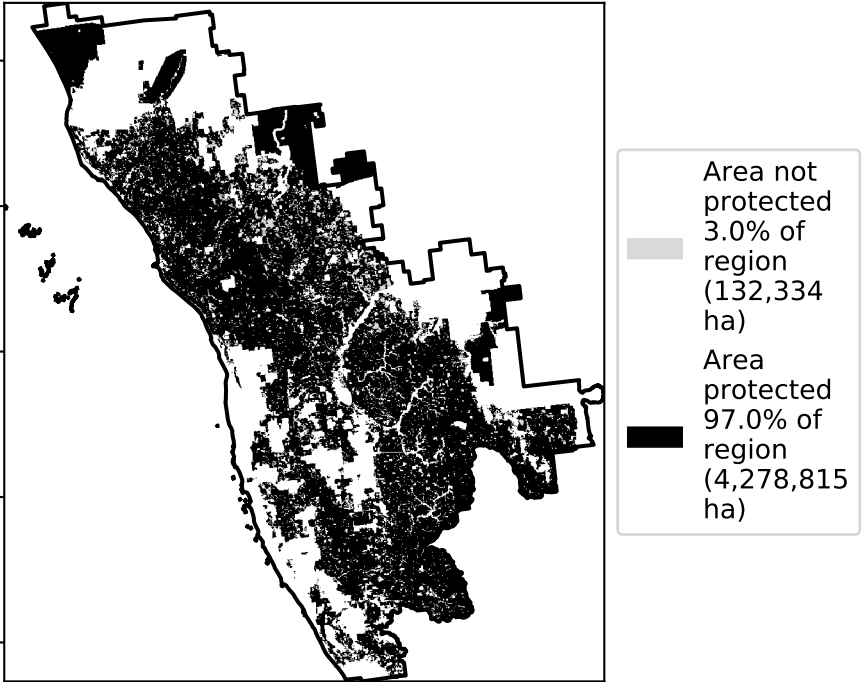 Area not
protected
3.0% of
region
(132,334
ha)
Area
protected
97.0% of
region
(4,278,815
ha)